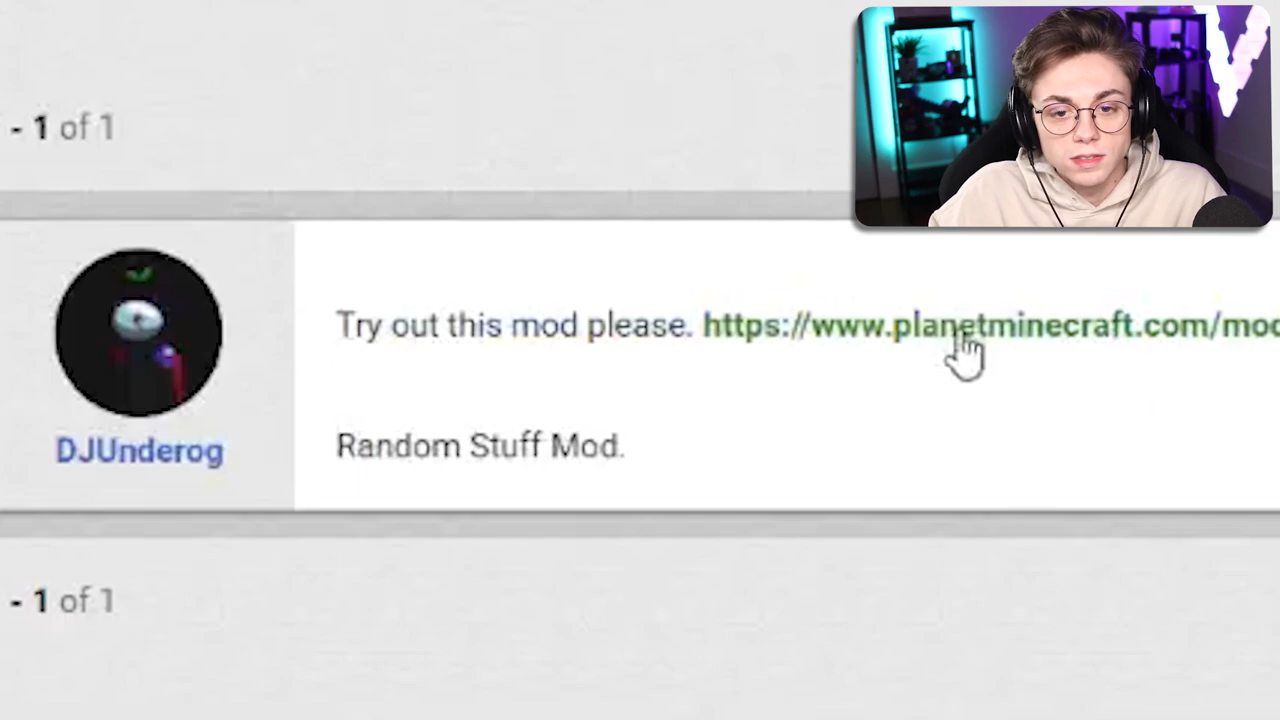 - 1 of 1
Try out this mod please. https://www.planetminecraft.com/mod
DJUnderog
Random Stuff Mod.
- 1 of 1